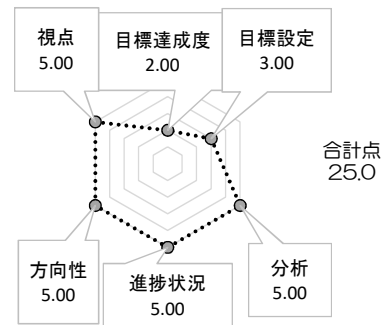 視点
5.00
目標達成度
2.00
目標設定
3.00
合計点
25.0
方向性
5.00
進捗状況
5.00
分析
5.00